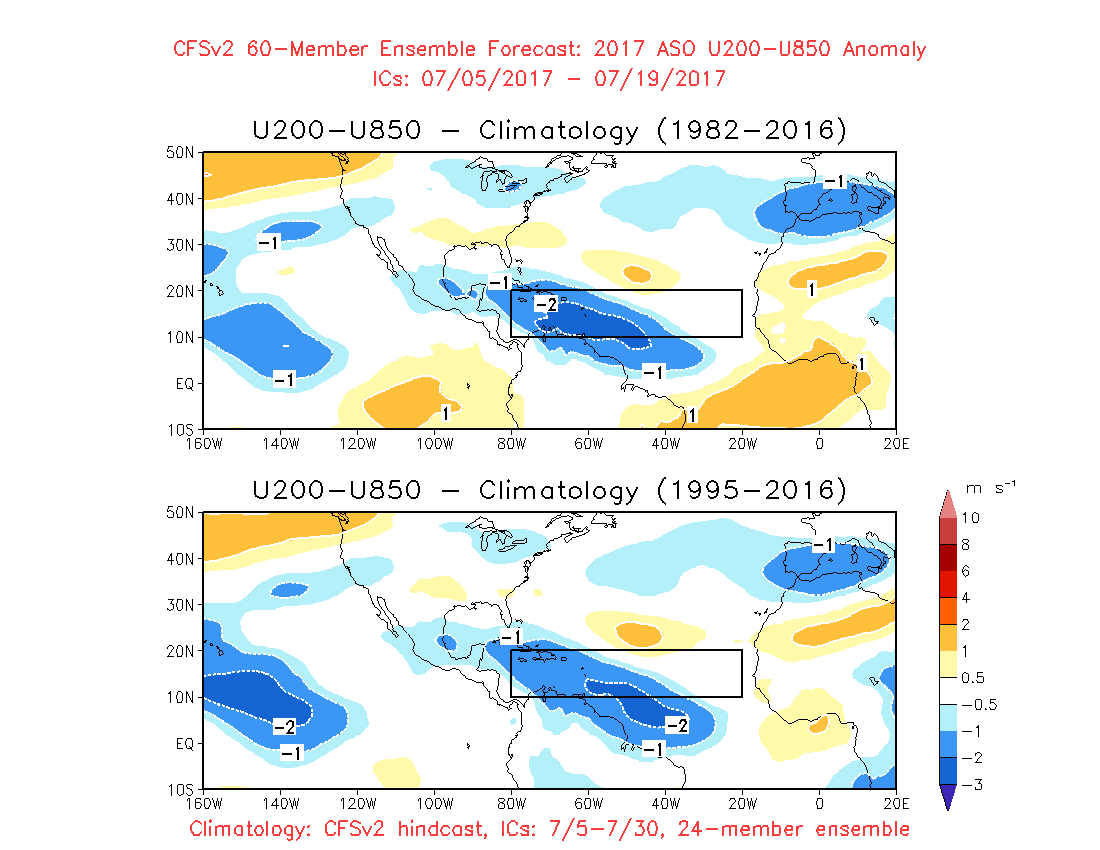 CFSv2 60-Member Ensemble Forecast: 2017 ASO U200-U850 Anomaly
ICs: 07/05/2017 - 07/19/2017
U200-U850 - Climatology (1982-2016)
50N
40N
30N
20N
10N
EQ
10S
-1
-1
-1
-2
1
-1
-1
1
1
1
160W 140W 120W 100W 80W 60W 40W 20W 0 20E
U200-U850 - Climatology (1995-2016)
50N
40N
30N
20N
10N
EQ
10S
-1
-1
-2
-2
-1
-1
160W 140W 120W 100W 80W 60W 40W 20W 0 20E
m s⁻¹
10
8
6
4
2
1
0.5
-0.5
-1
-2
-3
Climatology: CFSv2 hindcast, ICs: 7/5-7/30, 24-member ensemble